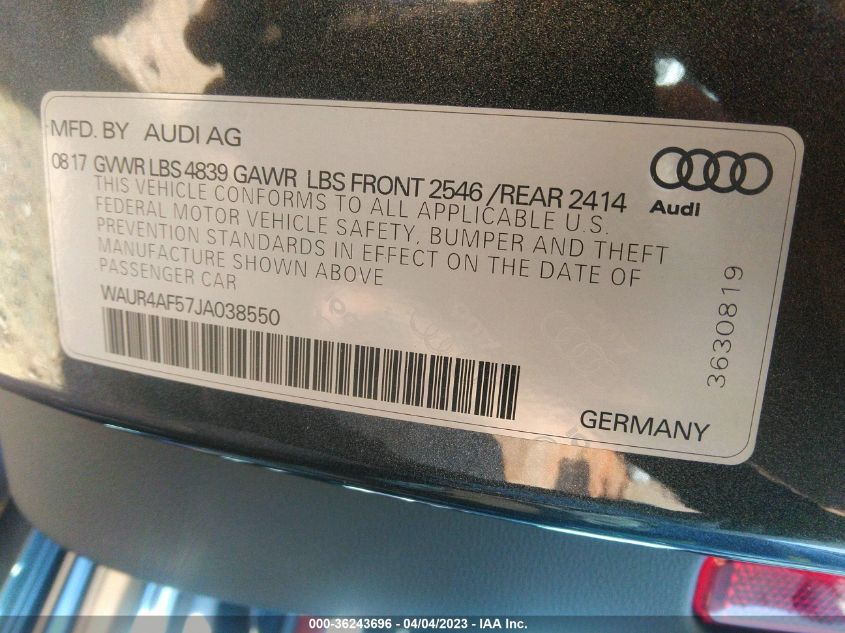 MFD. BY AUDI AG
0817 GVWR LBS 4839 GAWR LBS FRONT 2546 /REAR 2414
THIS VEHICLE CONFORMS TO ALL APPLICABLE U.S.
FEDERAL MOTOR VEHICLE SAFETY, BUMPER AND THEFT
PREVENTION STANDARDS IN EFFECT ON THE DATE OF
MANUFACTURE SHOWN ABOVE
PASSENGER CAR
WAUR4AF57JA038550
Audi
3630819
GERMANY
000-36243696 - 04/04/2023 - IAA Inc.